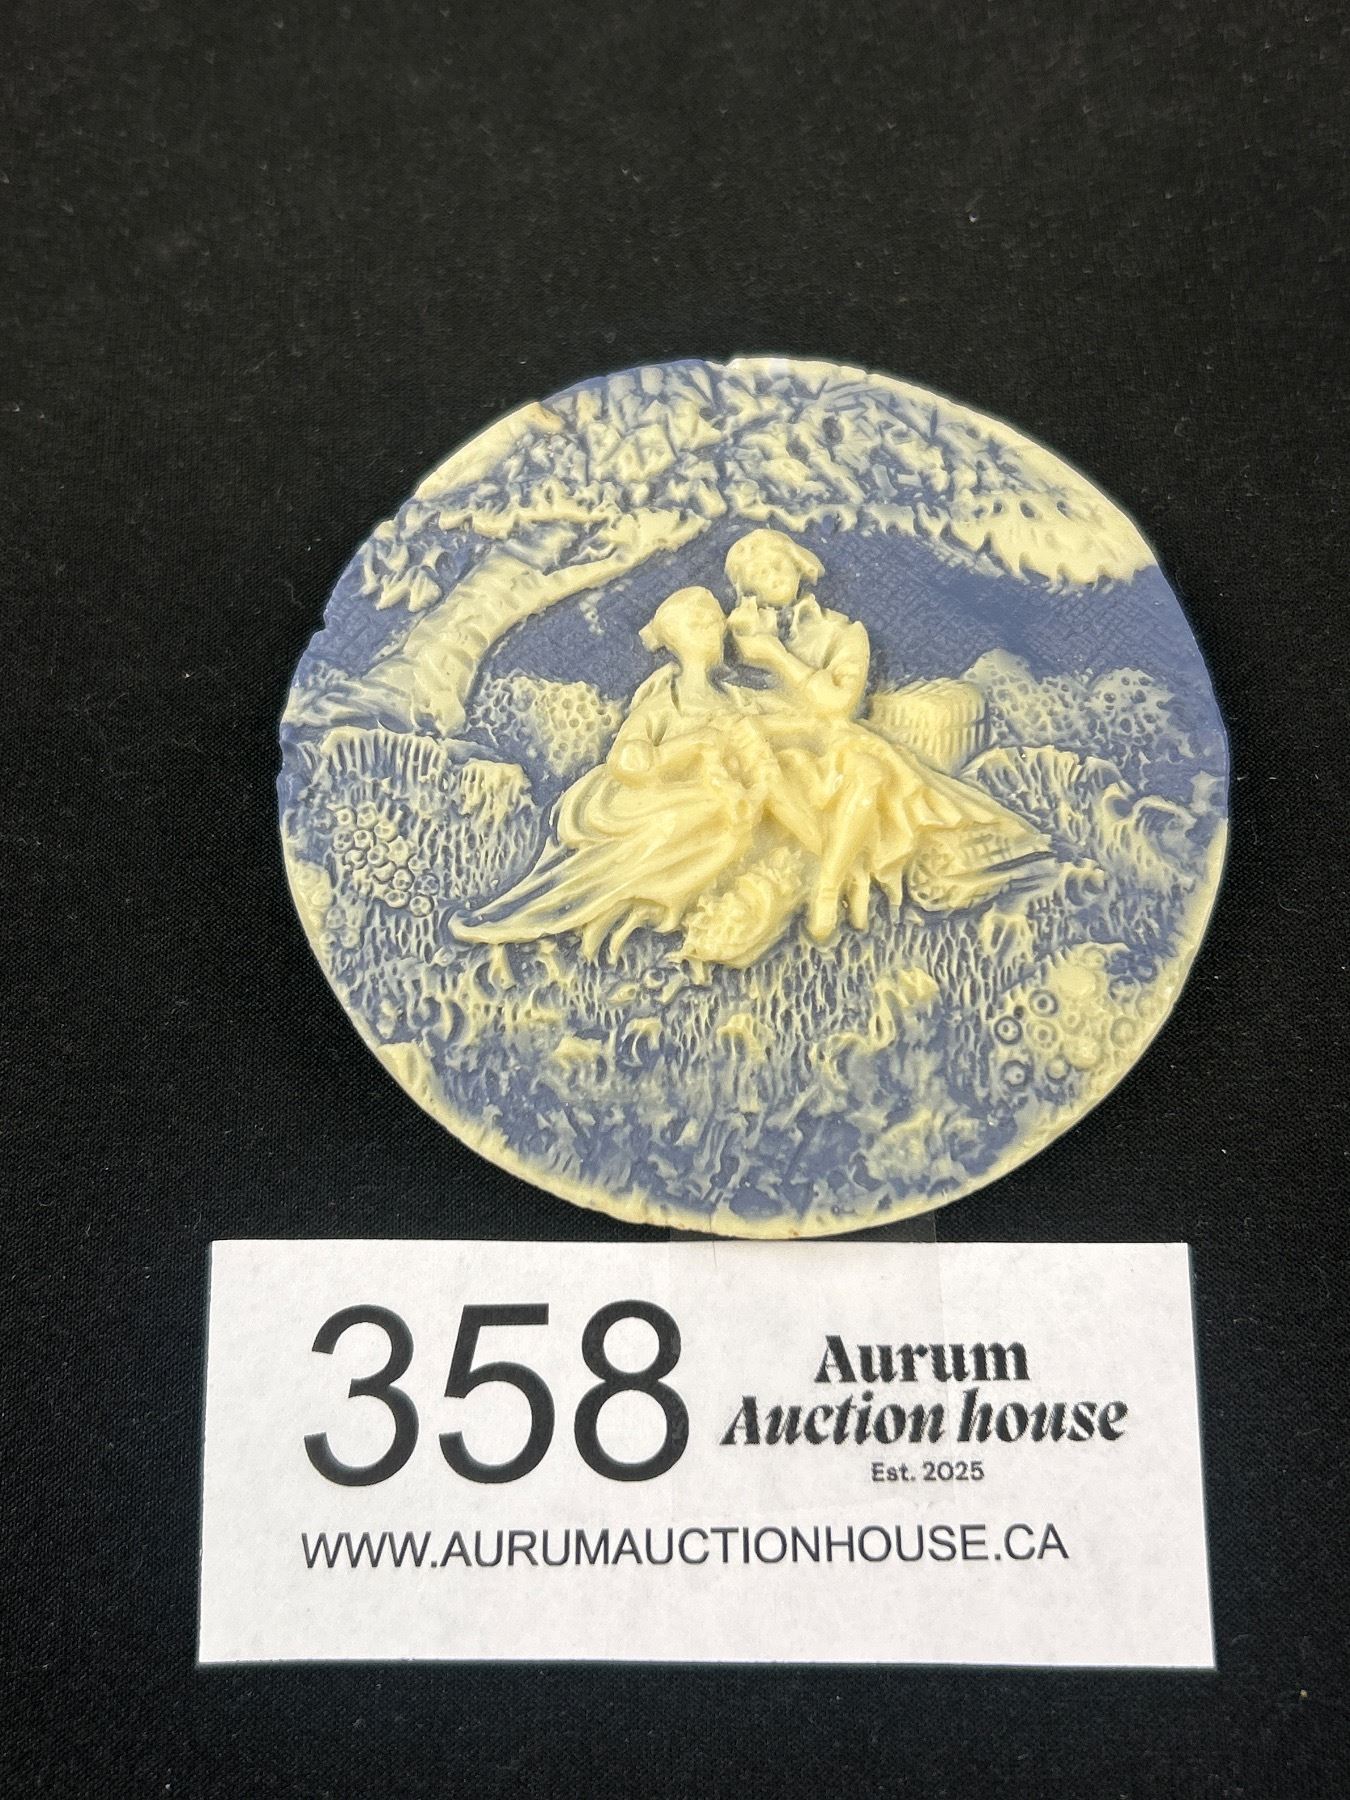 358
Aurum
Auction house
Est. 2025
WWW.AURUMAUCTIONHOUSE.CA